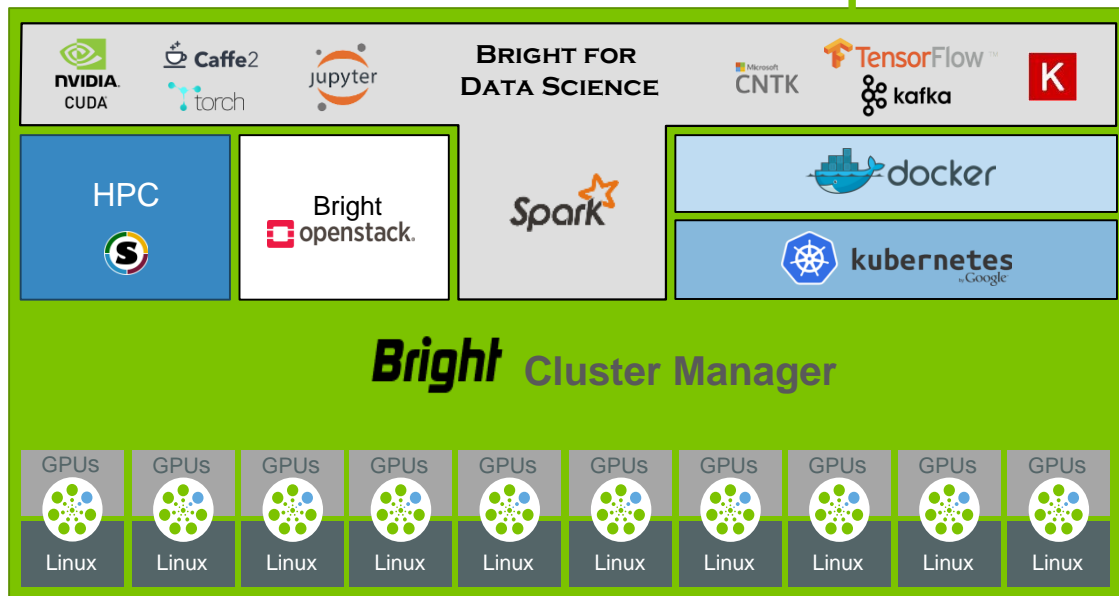 NVIDIA.
CUDA
Caffe2
torch
jupyter
BRIGHT FOR
DATA SCIENCE
Microsoft
CNTK
TensorFlow™
kafka
K
HPC
S
Bright
openstack.
Spark
docker
kubernetes
by Google
Bright Cluster Manager
GPUs GPUs GPUs GPUs GPUs GPUs GPUs GPUs GPUs GPUs
Linux Linux Linux Linux Linux Linux Linux Linux Linux Linux